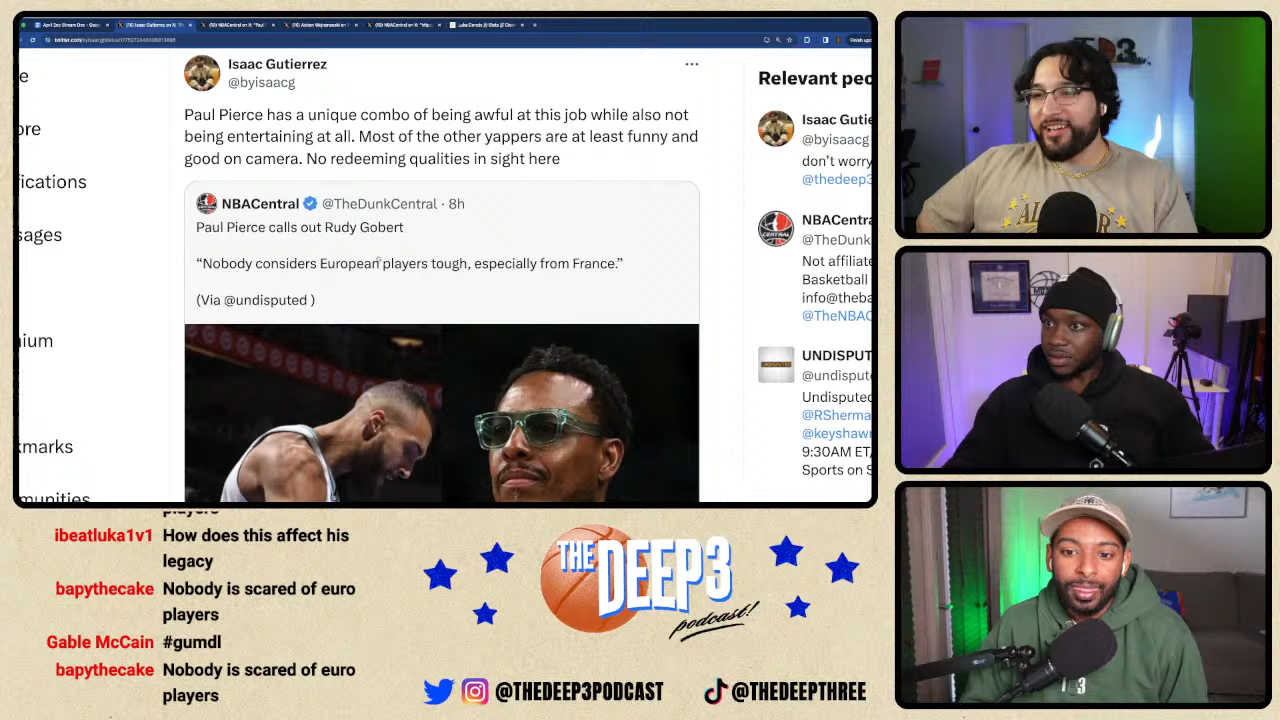 Isaac Gutierrez
@byisaacg
Paul Pierce has a unique combo of being awful at this job while also not
being entertaining at all. Most of the other yappers are at least funny and
good on camera. No redeeming qualities in sight here
NBACentral @TheDunkCentral · 8h
Paul Pierce calls out Rudy Gobert
“Nobody considers European players tough, especially from France.”
(Via @undisputed )
e
ore
fications
sages
ium
kmarks
munities
Relevant peo
Isaac Gutie
@byisaacg
don’t worry
@thedeep3
NBACentra
@TheDunk
Not affiliate
Basketball
info@theba
@TheNBAC
UNDISPUT
@undispute
Undisputed
@RSherma
@keyshawn
9:30AM ET/
Sports on S
players
ibeatluka1v1 How does this affect his
legacy
bapythecake Nobody is scared of euro
players
Gable McCain #gumdl
bapythecake Nobody is scared of euro
players
THE
DEEP3
podcast!
@THEDEEP3PODCAST
@THEDEEPTHREE